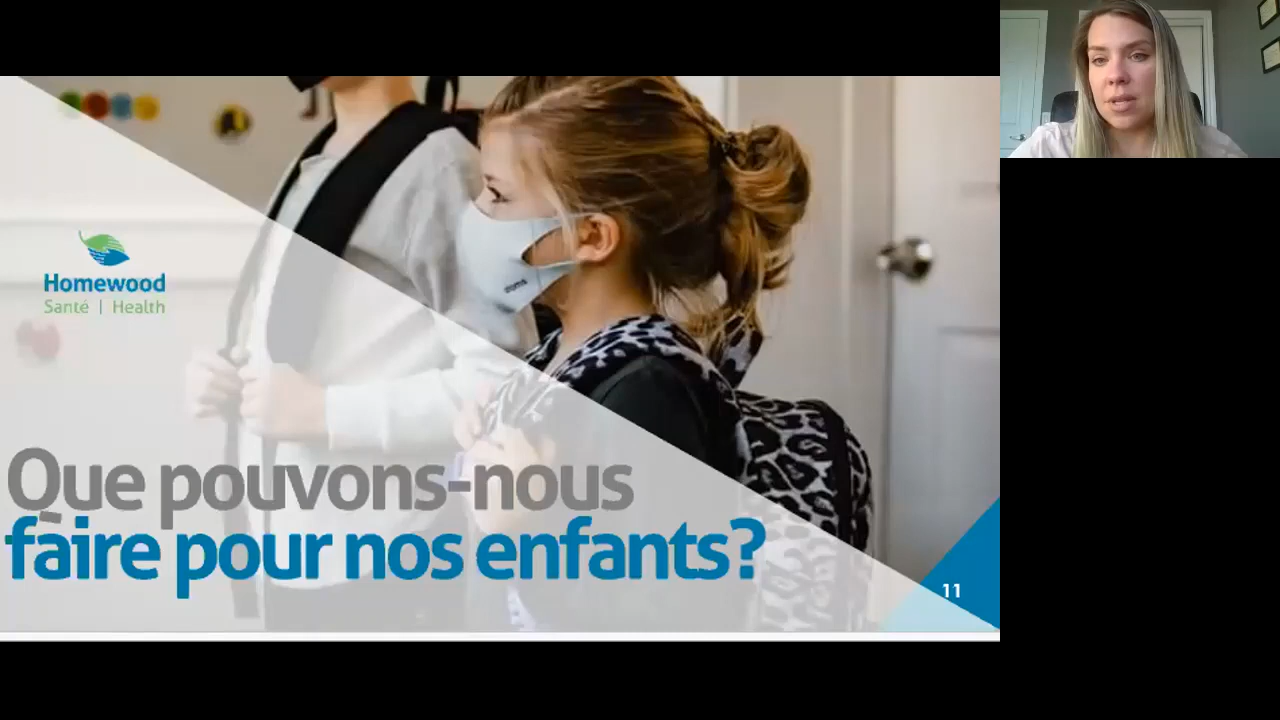 Homewood
Santé | Health
Que pouvons-nous
faire pour nos enfants?
11